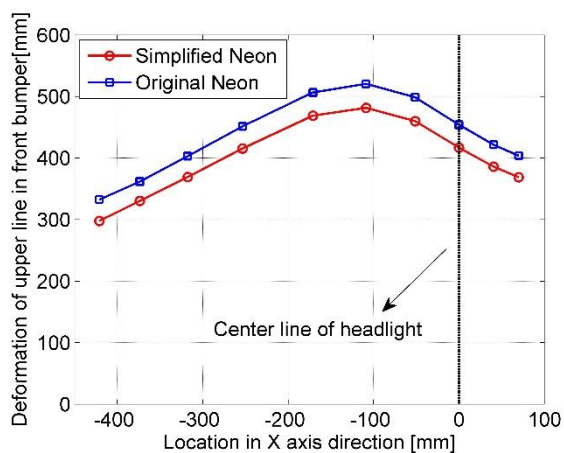 Deformation of upper line in front bumper[mm]
600
500
400
300
200
100
0
Simplified Neon
Original Neon
Center line of headlight
-400 -300 -200 -100 0 100
Location in X axis direction [mm]